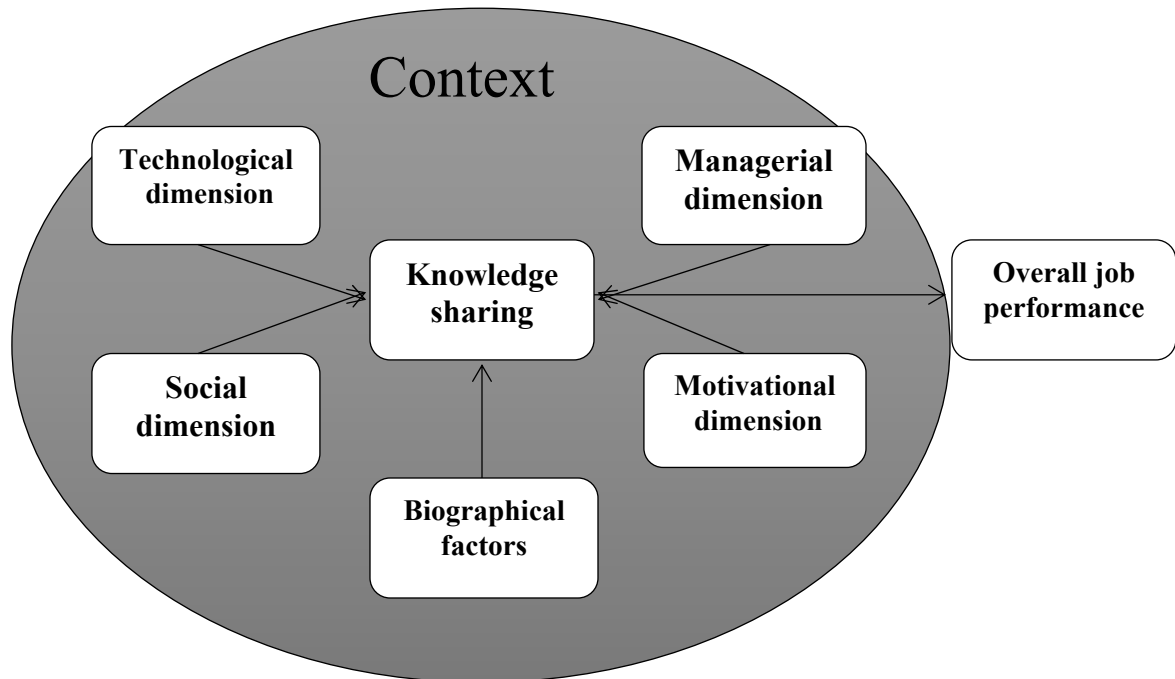 Context
Technological
dimension
Managerial
dimension
Knowledge
sharing
Overall job
performance
Social
dimension
Motivational
dimension
Biographical
factors